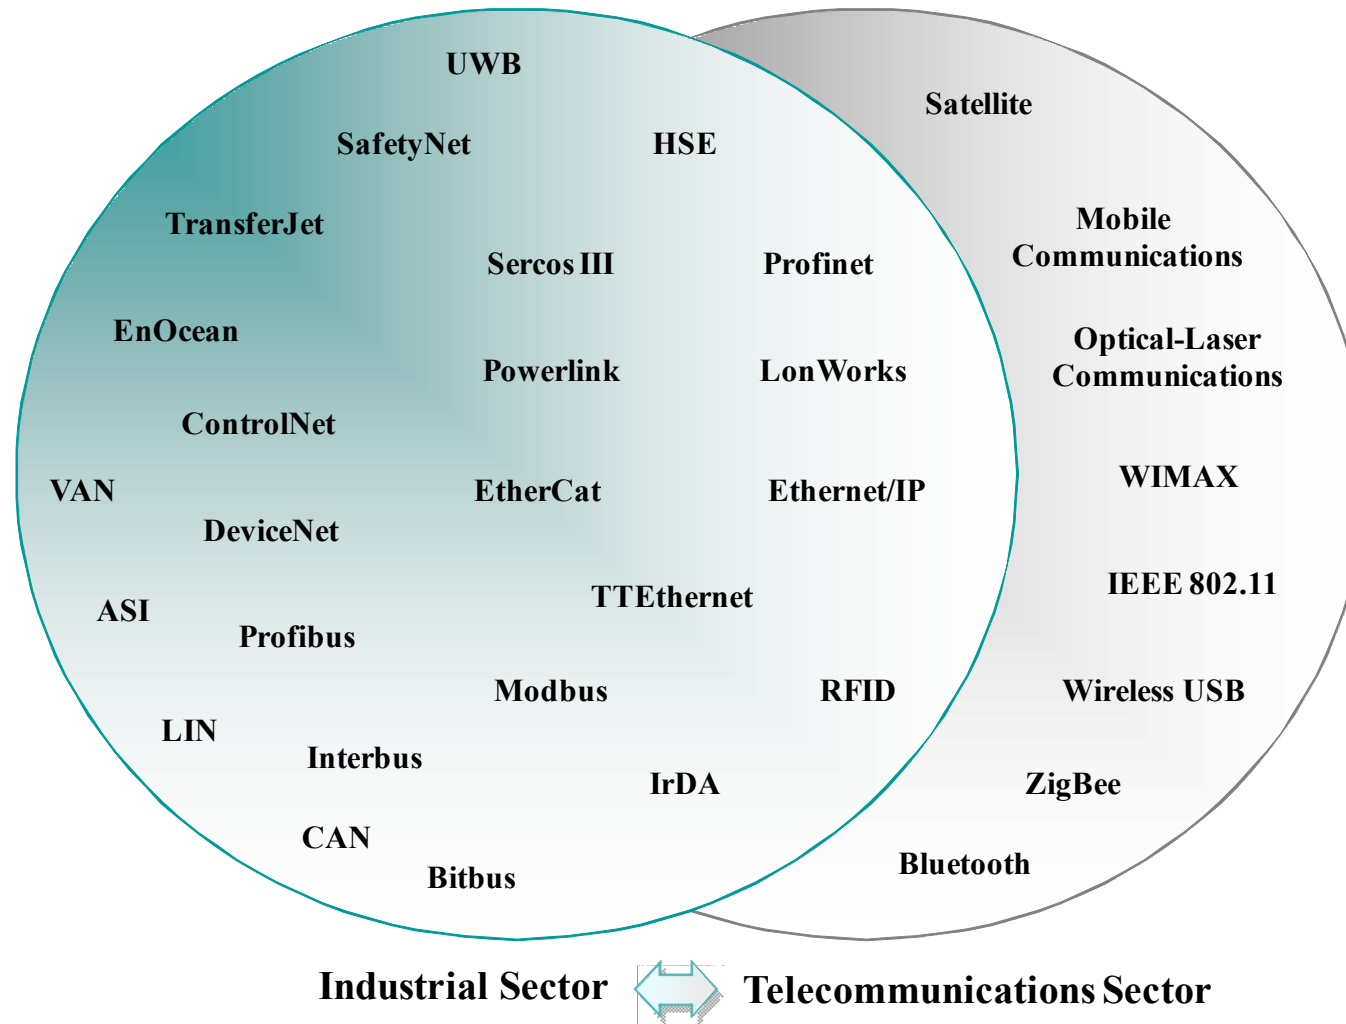 UWB
Satellite
SafetyNet
HSE
Mobile
Communications
TransferJet
Sercos III
Profinet
EnOcean
Optical-Laser
Communications
Powerlink
LonWorks
ControlNet
WIMAX
VAN
EtherCat
Ethernet/IP
DeviceNet
IEEE 802.11
TTEthernet
ASI
Profibus
Modbus
RFID
Wireless USB
LIN
Interbus
IrDA
ZigBee
CAN
Bluetooth
Bitbus
Industrial Sector
Telecommunications Sector